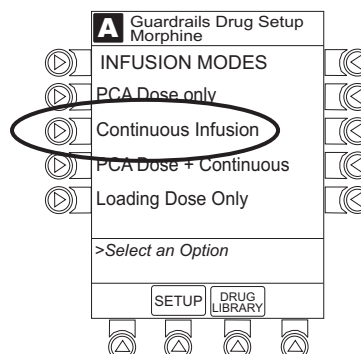 A Guardrails Drug Setup
Morphine
INFUSION MODES
PCA Dose only
Continuous Infusion
PCA Dose + Continuous
Loading Dose Only
>Select an Option
SETUP DRUG
LIBRARY